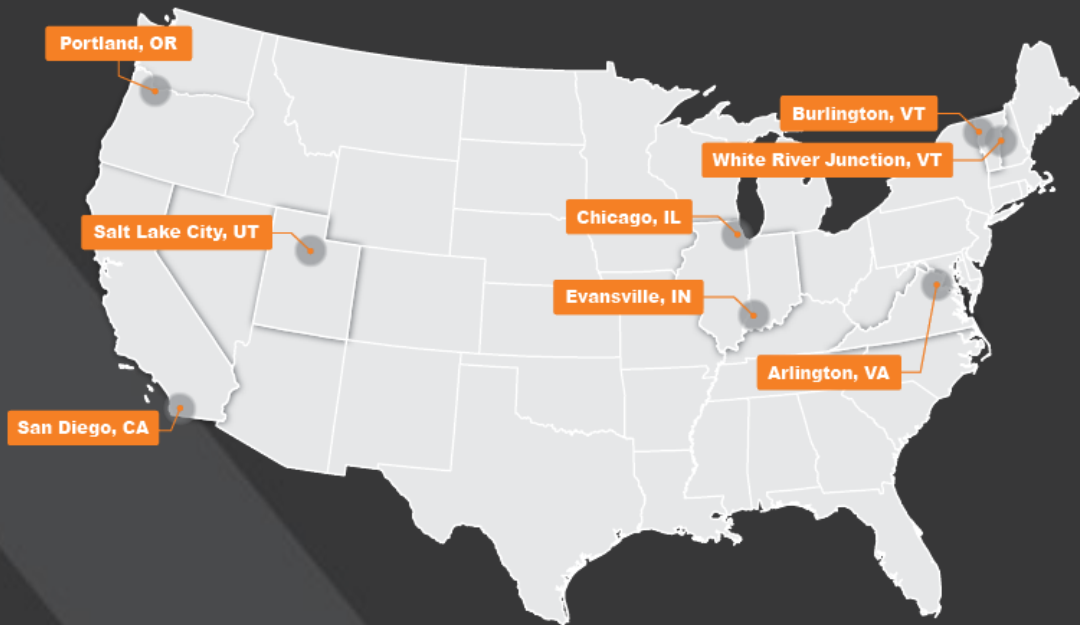 Portland, OR
Burlington, VT
White River Junction, VT
Chicago, IL
Salt Lake City, UT
Evansville, IN
Arlington, VA
San Diego, CA